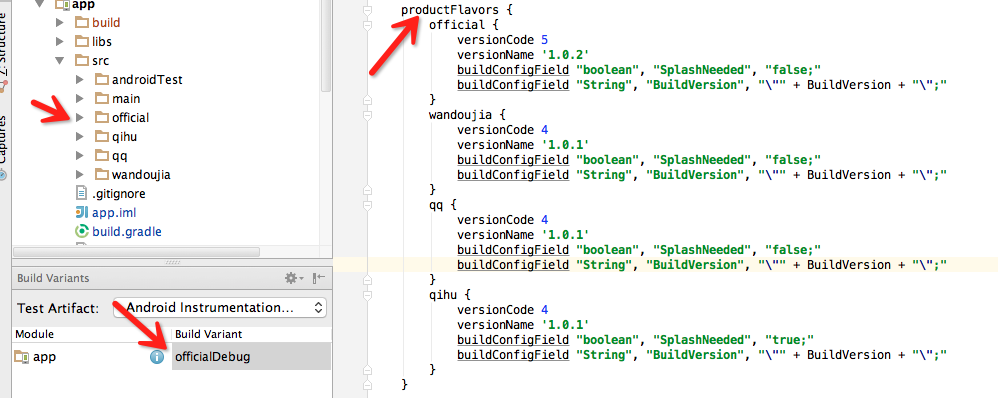 app
build
libs
src
androidTest
main
official
qihu
qq
wandoujia
.gitignore
app.iml
build.gradle
Structure
Captures
Build Variants
Test Artifact: Android Instrumentation...
Module Build Variant
app officialDebug
productFlavors {
official {
versionCode 5
versionName '1.0.2'
buildConfigField "boolean", "SplashNeeded", "false;"
buildConfigField "String", "BuildVersion", "\"" + BuildVersion + "\";"
}
wandoujia {
versionCode 4
versionName '1.0.1'
buildConfigField "boolean", "SplashNeeded", "false;"
buildConfigField "String", "BuildVersion", "\"" + BuildVersion + "\";"
}
qq {
versionCode 4
versionName '1.0.1'
buildConfigField "boolean", "SplashNeeded", "false;"
buildConfigField "String", "BuildVersion", "\"" + BuildVersion + "\";"
}
qihu {
versionCode 4
versionName '1.0.1'
buildConfigField "boolean", "SplashNeeded", "true;"
buildConfigField "String", "BuildVersion", "\"" + BuildVersion + "\";"
}
}